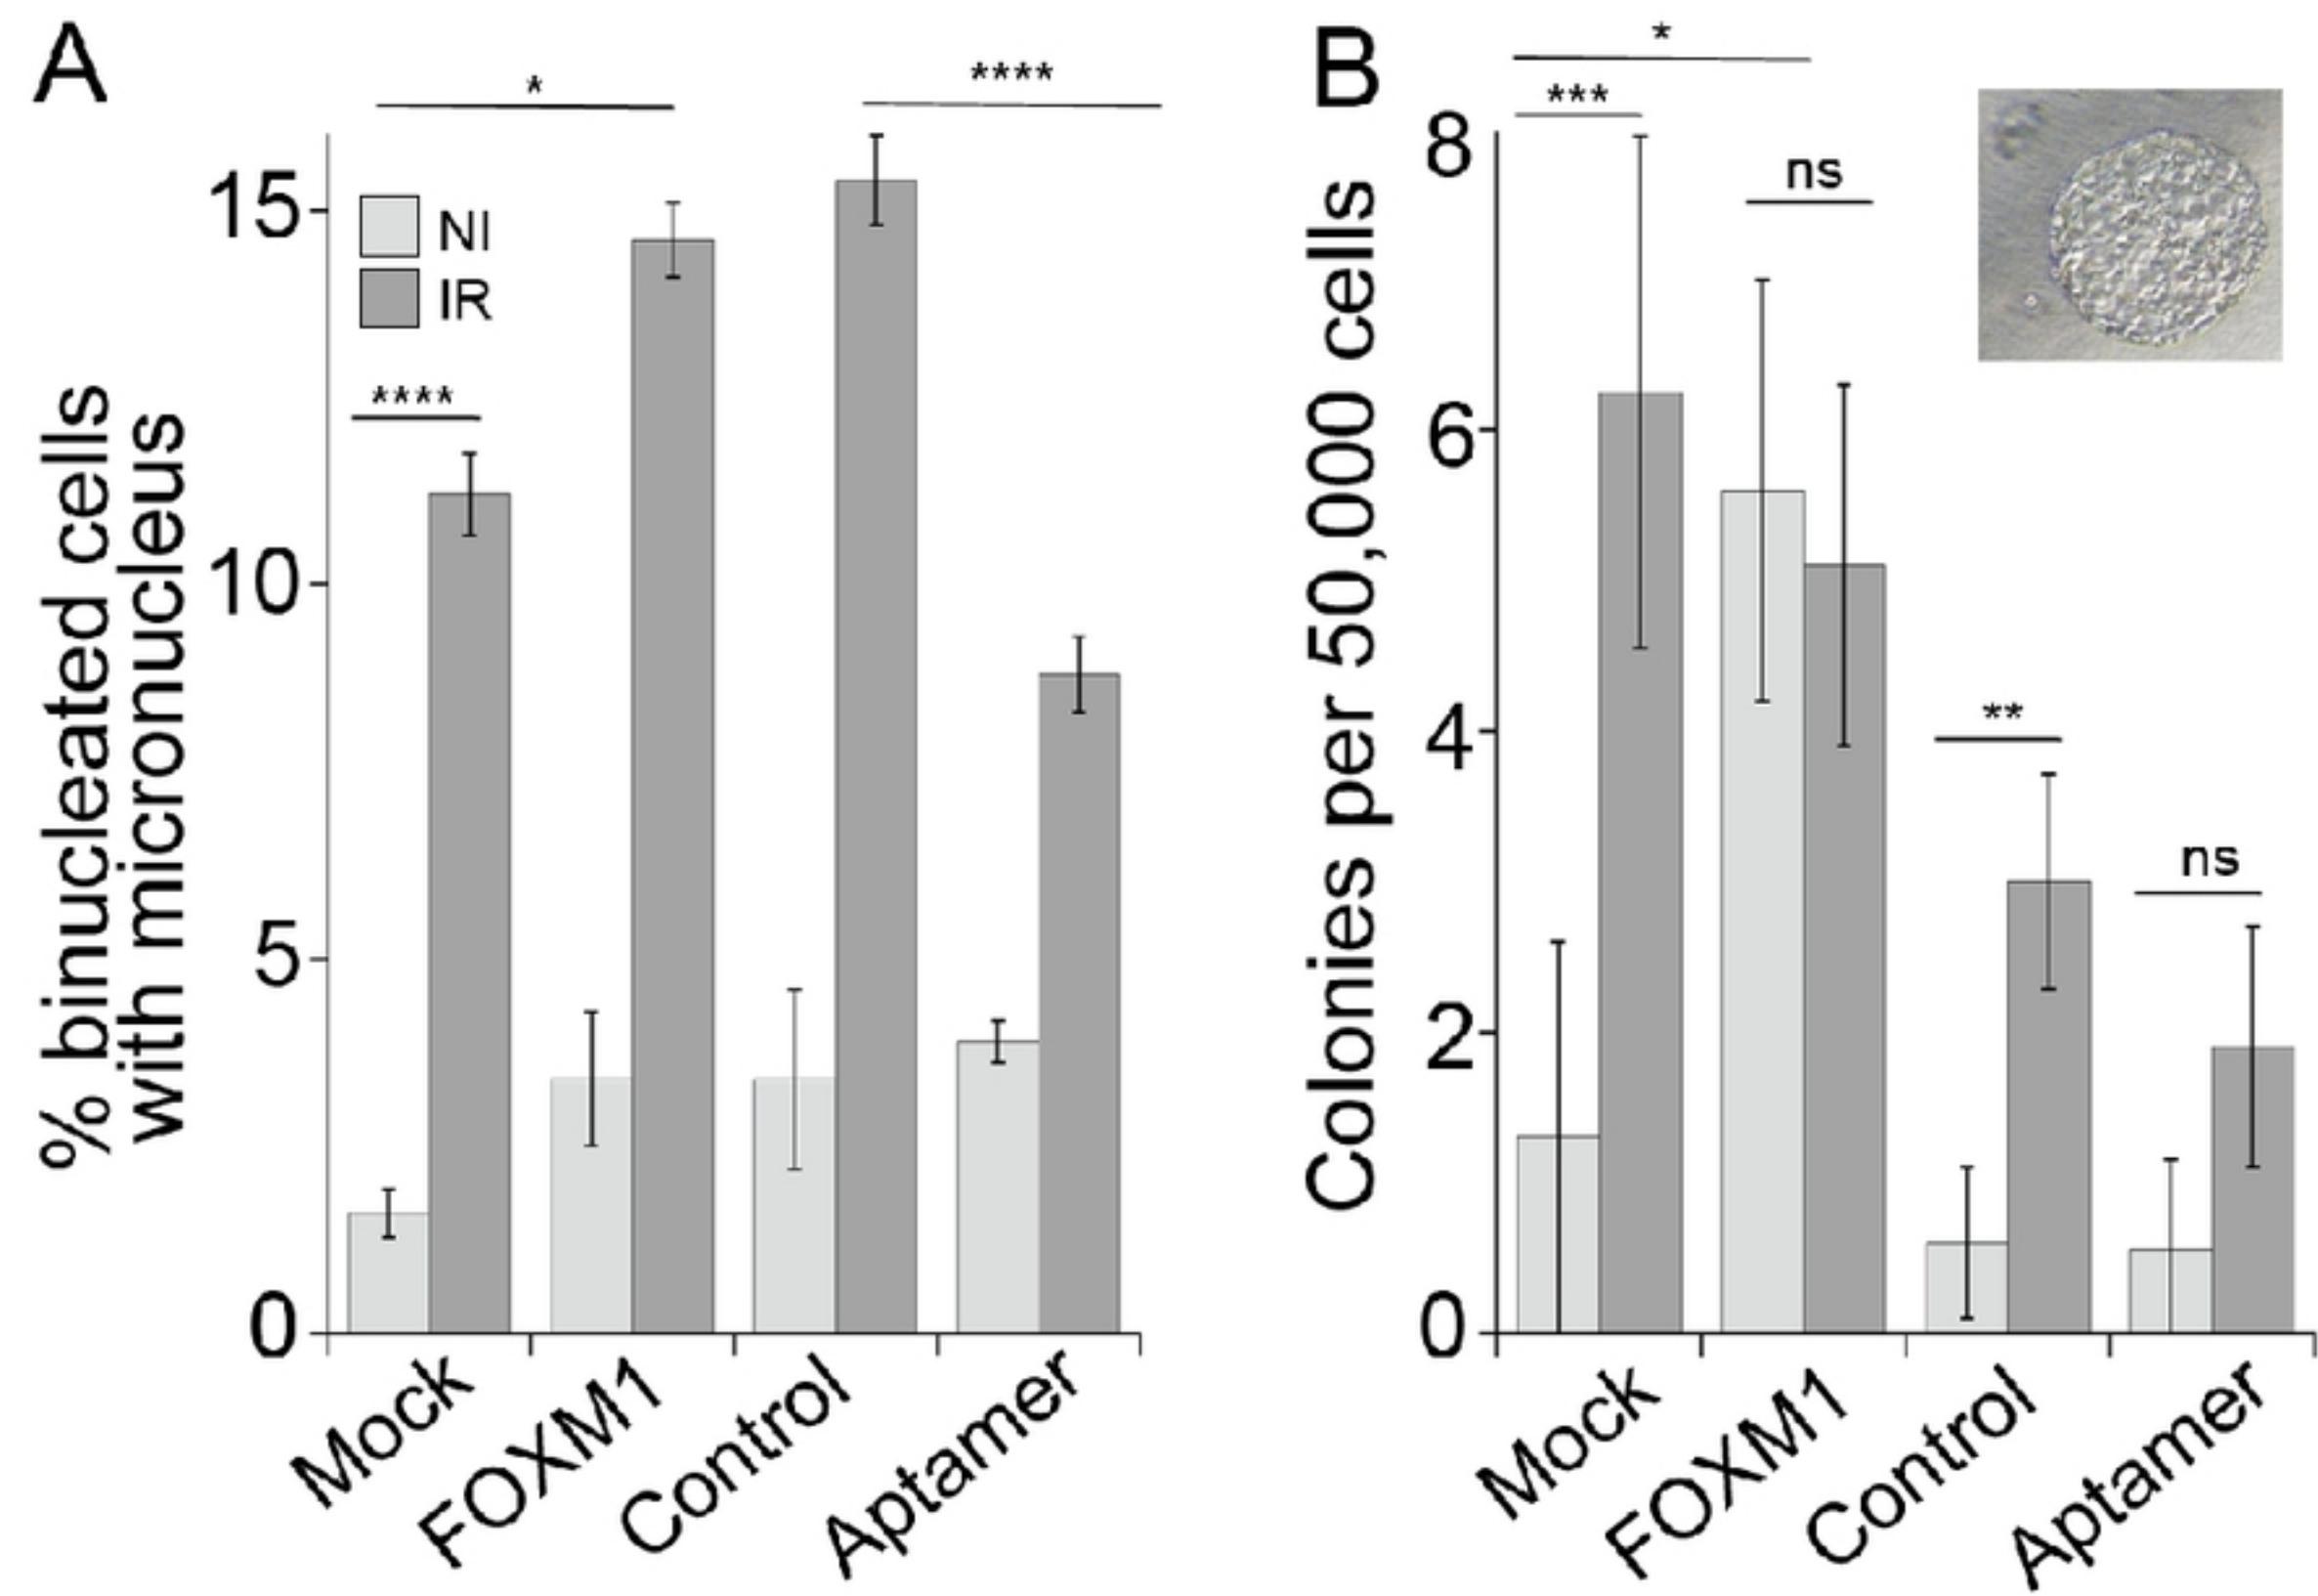 A
* ****
15
NI
IR
****
10
5
0
% binucleated cells
with micronucleus
Mock
FOXM1
Control
Aptamer
B
*
***
8
ns
6
4
**
ns
2
0
Colonies per 50,000 cells
Mock
FOXM1
Control
Aptamer